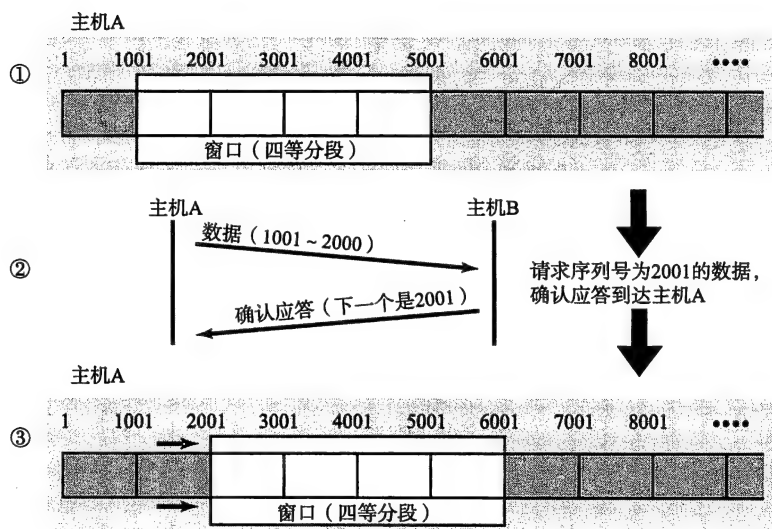 主机A
1 1001 2001 3001 4001 5001 6001 7001 8001 ••••
①
窗口（四等分段）
主机A 主机B
数据（1001～2000）
②
请求序列号为2001的数据，
确认应答到达主机A
确认应答（下一个是2001）
主机A
1 1001 2001 3001 4001 5001 6001 7001 8001 ••••
③
窗口（四等分段）